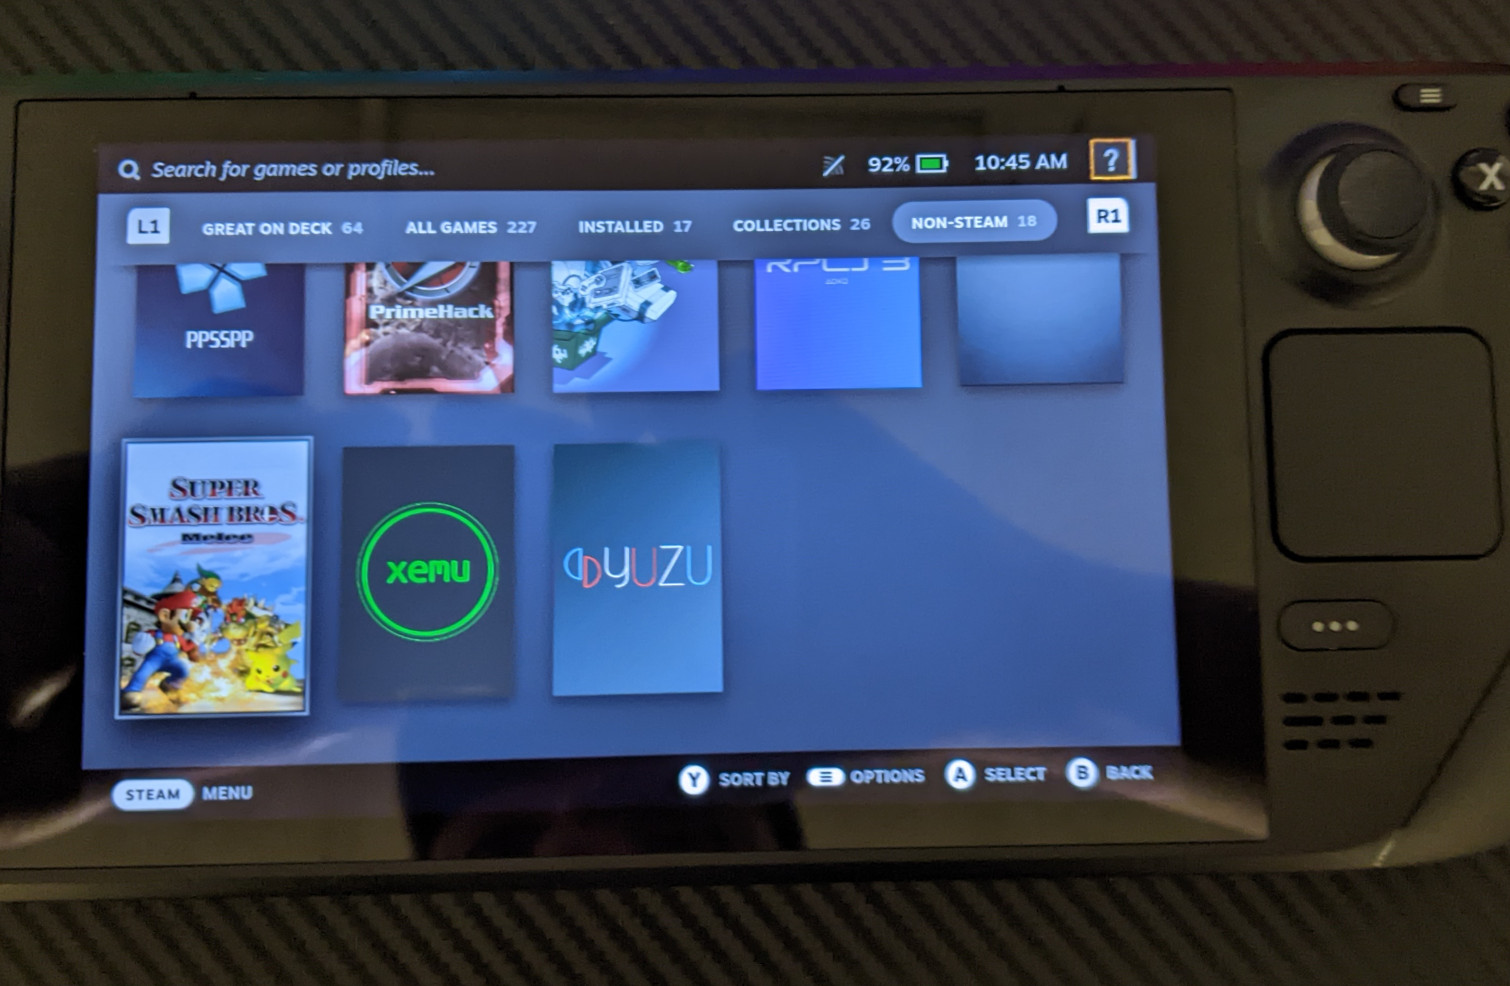 Search for games or profiles...
92%
10:45 AM
?
L1
GREAT ON DECK 64
ALL GAMES 227
INSTALLED 17
COLLECTIONS 26
NON-STEAM 18
R1
X
PPSSPP
PrimeHack
SUPER
SMASH BROS.
Melee
xemu
YUZU
STEAM MENU
Y SORT BY
OPTIONS
A SELECT
B BACK